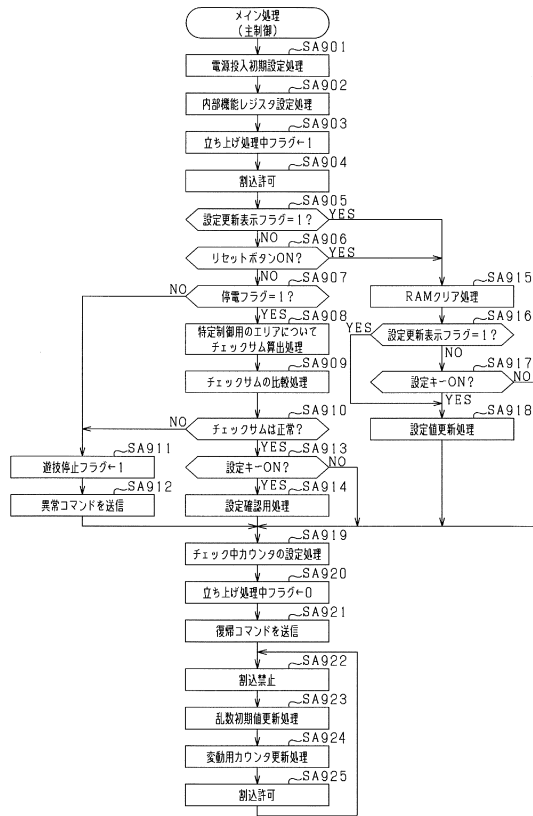 メイン処理
(主制御)
SA901
電源投入初期設定処理
SA902
内部機能レジスタ設定処理
SA903
立ち上げ処理中フラグ←1
SA904
割込許可
SA905
設定更新表示フラグ=1?
YES
NO
SA906
リセットボタンON?
YES
NO
SA907
停電フラグ=1?
NO
YES
SA908
特定制御用のエリアについて
チェックサム算出処理
SA909
チェックサムの比較処理
SA910
チェックサムは正常?
NO
YES
SA911
遊技停止フラグ←1
SA912
異常コマンドを送信
SA913
設定キーON?
NO
YES
SA914
設定確認用処理
SA915
RAMクリア処理
SA916
設定更新表示フラグ=1?
YES
NO
SA917
設定キーON?
NO
YES
SA918
設定値更新処理
SA919
チェック中カウンタの設定処理
SA920
立ち上げ処理中フラグ←0
SA921
復帰コマンドを送信
SA922
割込禁止
SA923
乱数初期値更新処理
SA924
変動用カウンタ更新処理
SA925
割込許可